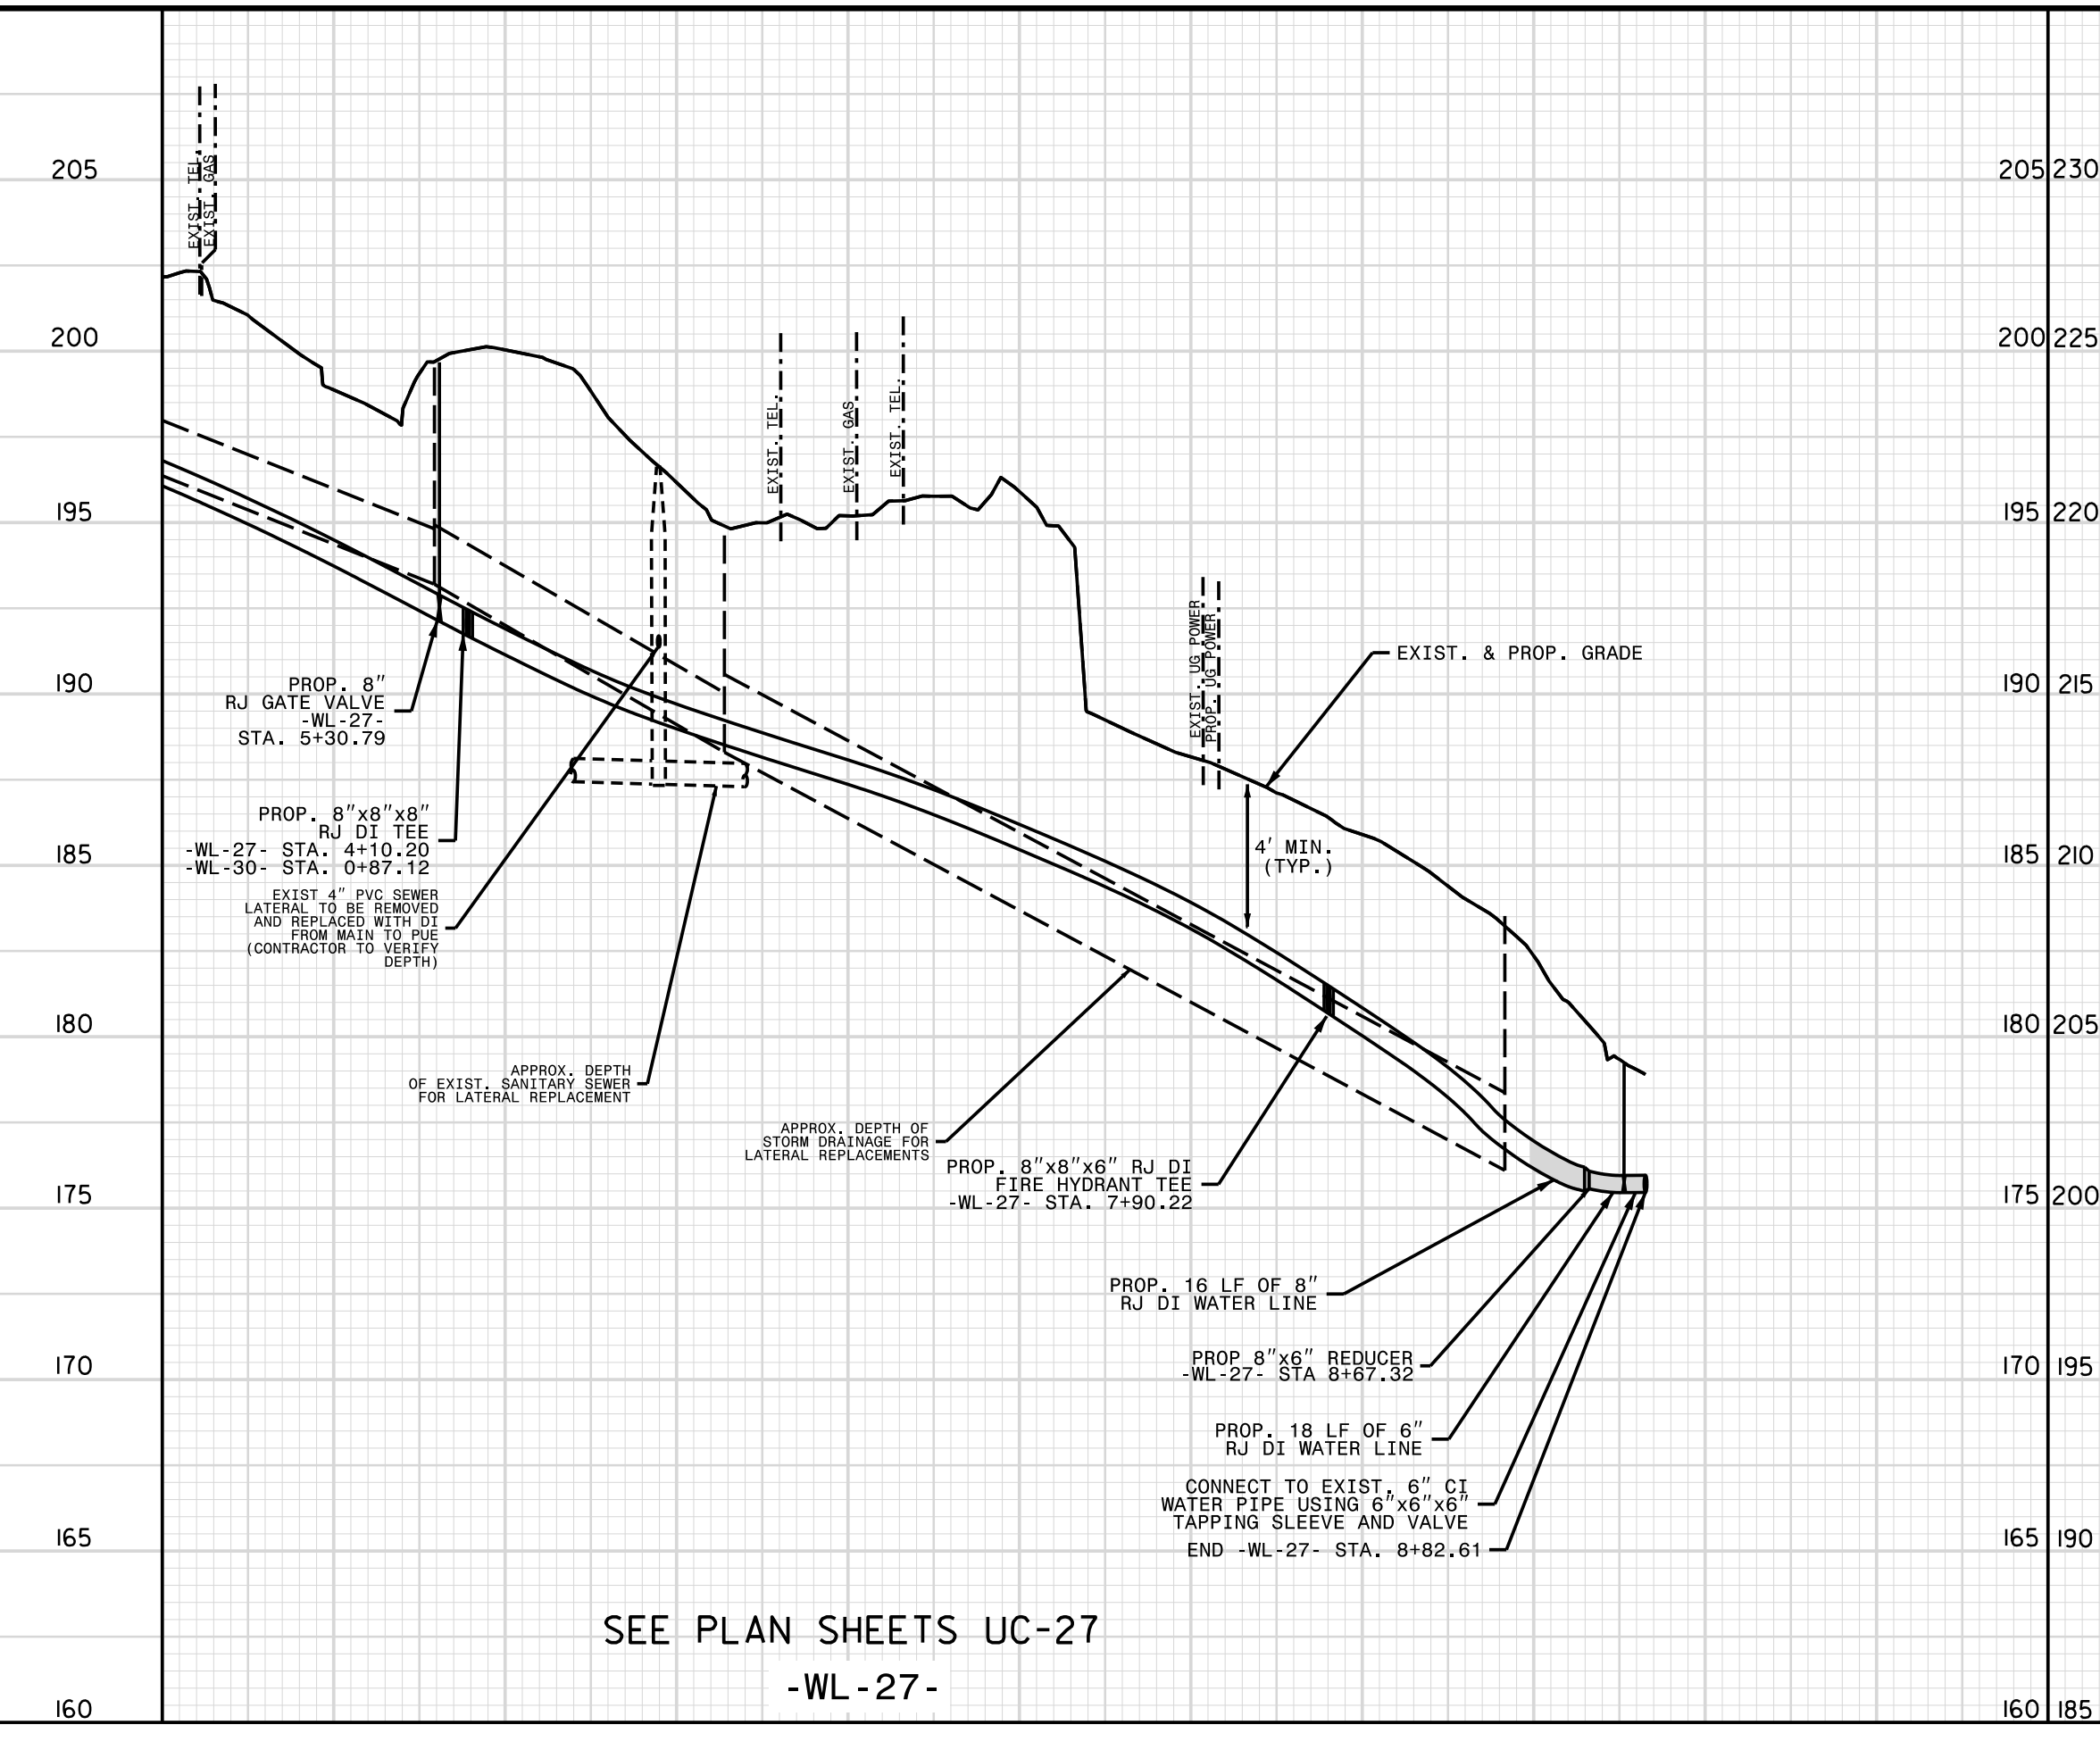 205
200
195
190
185
180
175
170
165
160
EXIST. TEL.
EXIST. GAS
EXIST. TEL.
EXIST. GAS
EXIST. TEL.
EXIST. UG POWER
PROP. UG POWER
EXIST. & PROP. GRADE
4' MIN.
(TYP.)
PROP. 8"
RJ GATE VALVE
-WL-27-
STA. 5+30.79
PROP. 8"x8"x8"
RJ DI TEE
-WL-27- STA. 4+10.20
-WL-30- STA. 0+87.12
EXIST 4" PVC SEWER
LATERAL TO BE REMOVED
AND REPLACED WITH DI
FROM MAIN TO PUE
(CONTRACTOR TO VERIFY
DEPTH)
APPROX. DEPTH
OF EXIST. SANITARY SEWER
FOR LATERAL REPLACEMENT
APPROX. DEPTH OF
STORM DRAINAGE FOR
LATERAL REPLACEMENTS
PROP. 8"x8"x6" RJ DI
FIRE HYDRANT TEE
-WL-27- STA. 7+90.22
PROP. 16 LF OF 8"
RJ DI WATER LINE
PROP 8"x6" REDUCER
-WL-27- STA 8+67.32
PROP. 18 LF OF 6"
RJ DI WATER LINE
CONNECT TO EXIST. 6" CI
WATER PIPE USING 6"x6"x6"
TAPPING SLEEVE AND VALVE
END -WL-27- STA. 8+82.61
SEE PLAN SHEETS UC-27
-WL-27-
205 230
200 225
195 220
190 215
185 210
180 205
175 200
170 195
165 190
160 185